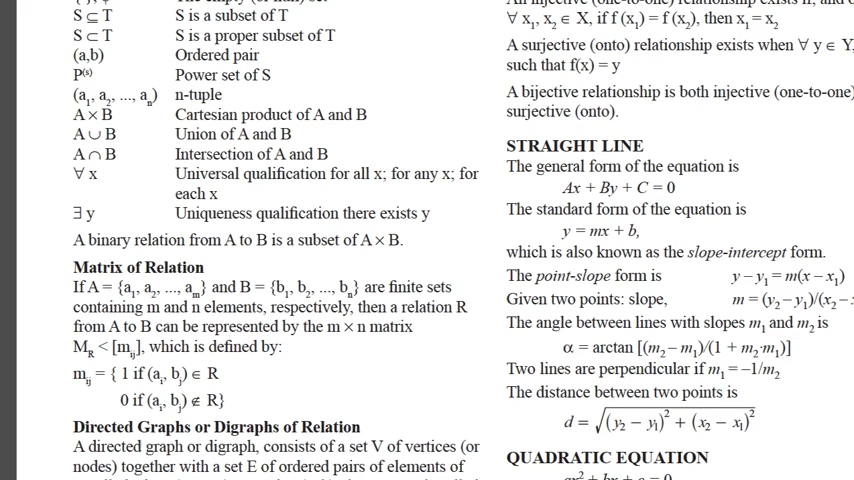 S ⊆ T S is a subset of T
S ⊂ T S is a proper subset of T
(a,b) Ordered pair
P(s) Power set of S
(a1, a2, ..., an) n-tuple
A × B Cartesian product of A and B
A ∪ B Union of A and B
A ∩ B Intersection of A and B
∀ x Universal qualification for all x; for any x; for
each x
∃ y Uniqueness qualification there exists y
A binary relation from A to B is a subset of A × B.
Matrix of Relation
If A = {a1, a2, ..., am} and B = {b1, b2, ..., bn} are finite sets
containing m and n elements, respectively, then a relation R
from A to B can be represented by the m × n matrix
MR < [mij], which is defined by:
mij = { 1 if (ai, bj) ∈ R
0 if (ai, bj) ∉ R}
Directed Graphs or Digraphs of Relation
A directed graph or digraph, consists of a set V of vertices (or
nodes) together with a set E of ordered pairs of elements of
∀ x1, x2 ∈ X, if f (x1) = f (x2), then x1 = x2
A surjective (onto) relationship exists when ∀ y ∈ Y,
such that f(x) = y
A bijective relationship is both injective (one-to-one)
surjective (onto).
STRAIGHT LINE
The general form of the equation is
Ax + By + C = 0
The standard form of the equation is
y = mx + b,
which is also known as the slope-intercept form.
The point-slope form is y – y1 = m(x – x1)
Given two points: slope, m = (y2 – y1)/(x2 –
The angle between lines with slopes m1 and m2 is
α = arctan [(m2 – m1)/(1 + m2·m1)]
Two lines are perpendicular if m1 = –1/m2
The distance between two points is
d = √(y2 − y1)2 + (x2 − x1)2
QUADRATIC EQUATION